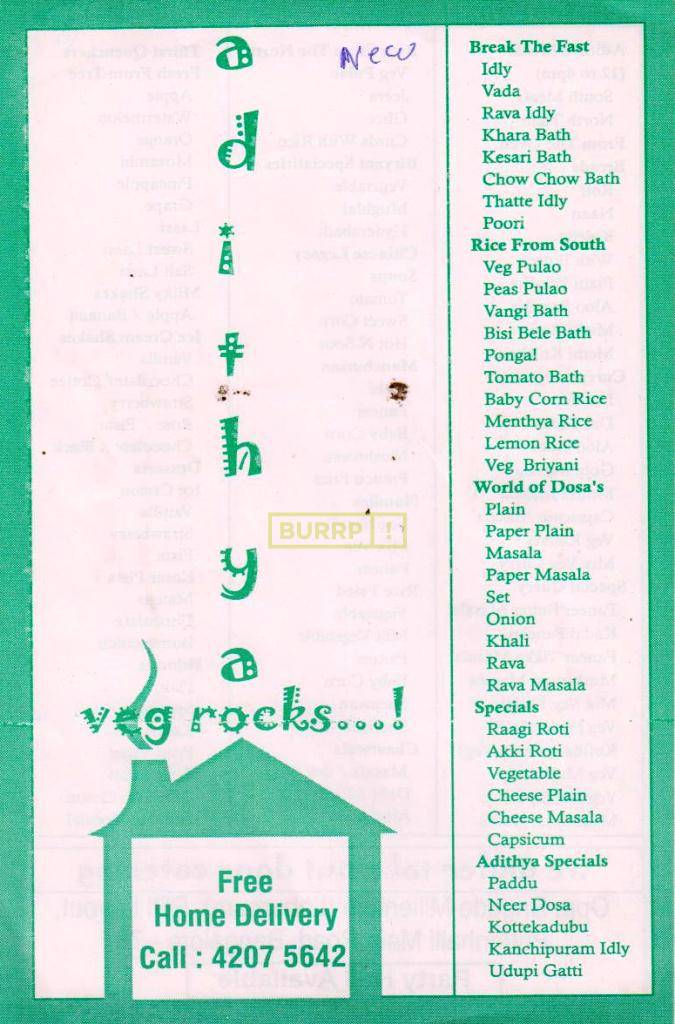 adithya
New
veg rocks...!
Free
Home Delivery
Call : 4207 5642
BURRP !
Break The Fast
Idly
Vada
Rava Idly
Khara Bath
Kesari Bath
Chow Chow Bath
Thatte Idly
Poori
Rice From South
Veg Pulao
Peas Pulao
Vangi Bath
Bisi Bele Bath
Pongal
Tomato Bath
Baby Corn Rice
Menthya Rice
Lemon Rice
Veg Briyani
World of Dosa's
Plain
Paper Plain
Masala
Paper Masala
Set
Onion
Khali
Rava
Rava Masala
Specials
Raagi Roti
Akki Roti
Vegetable
Cheese Plain
Cheese Masala
Capsicum
Adithya Specials
Paddu
Neer Dosa
Kottekadubu
Kanchipuram Idly
Udupi Gatti